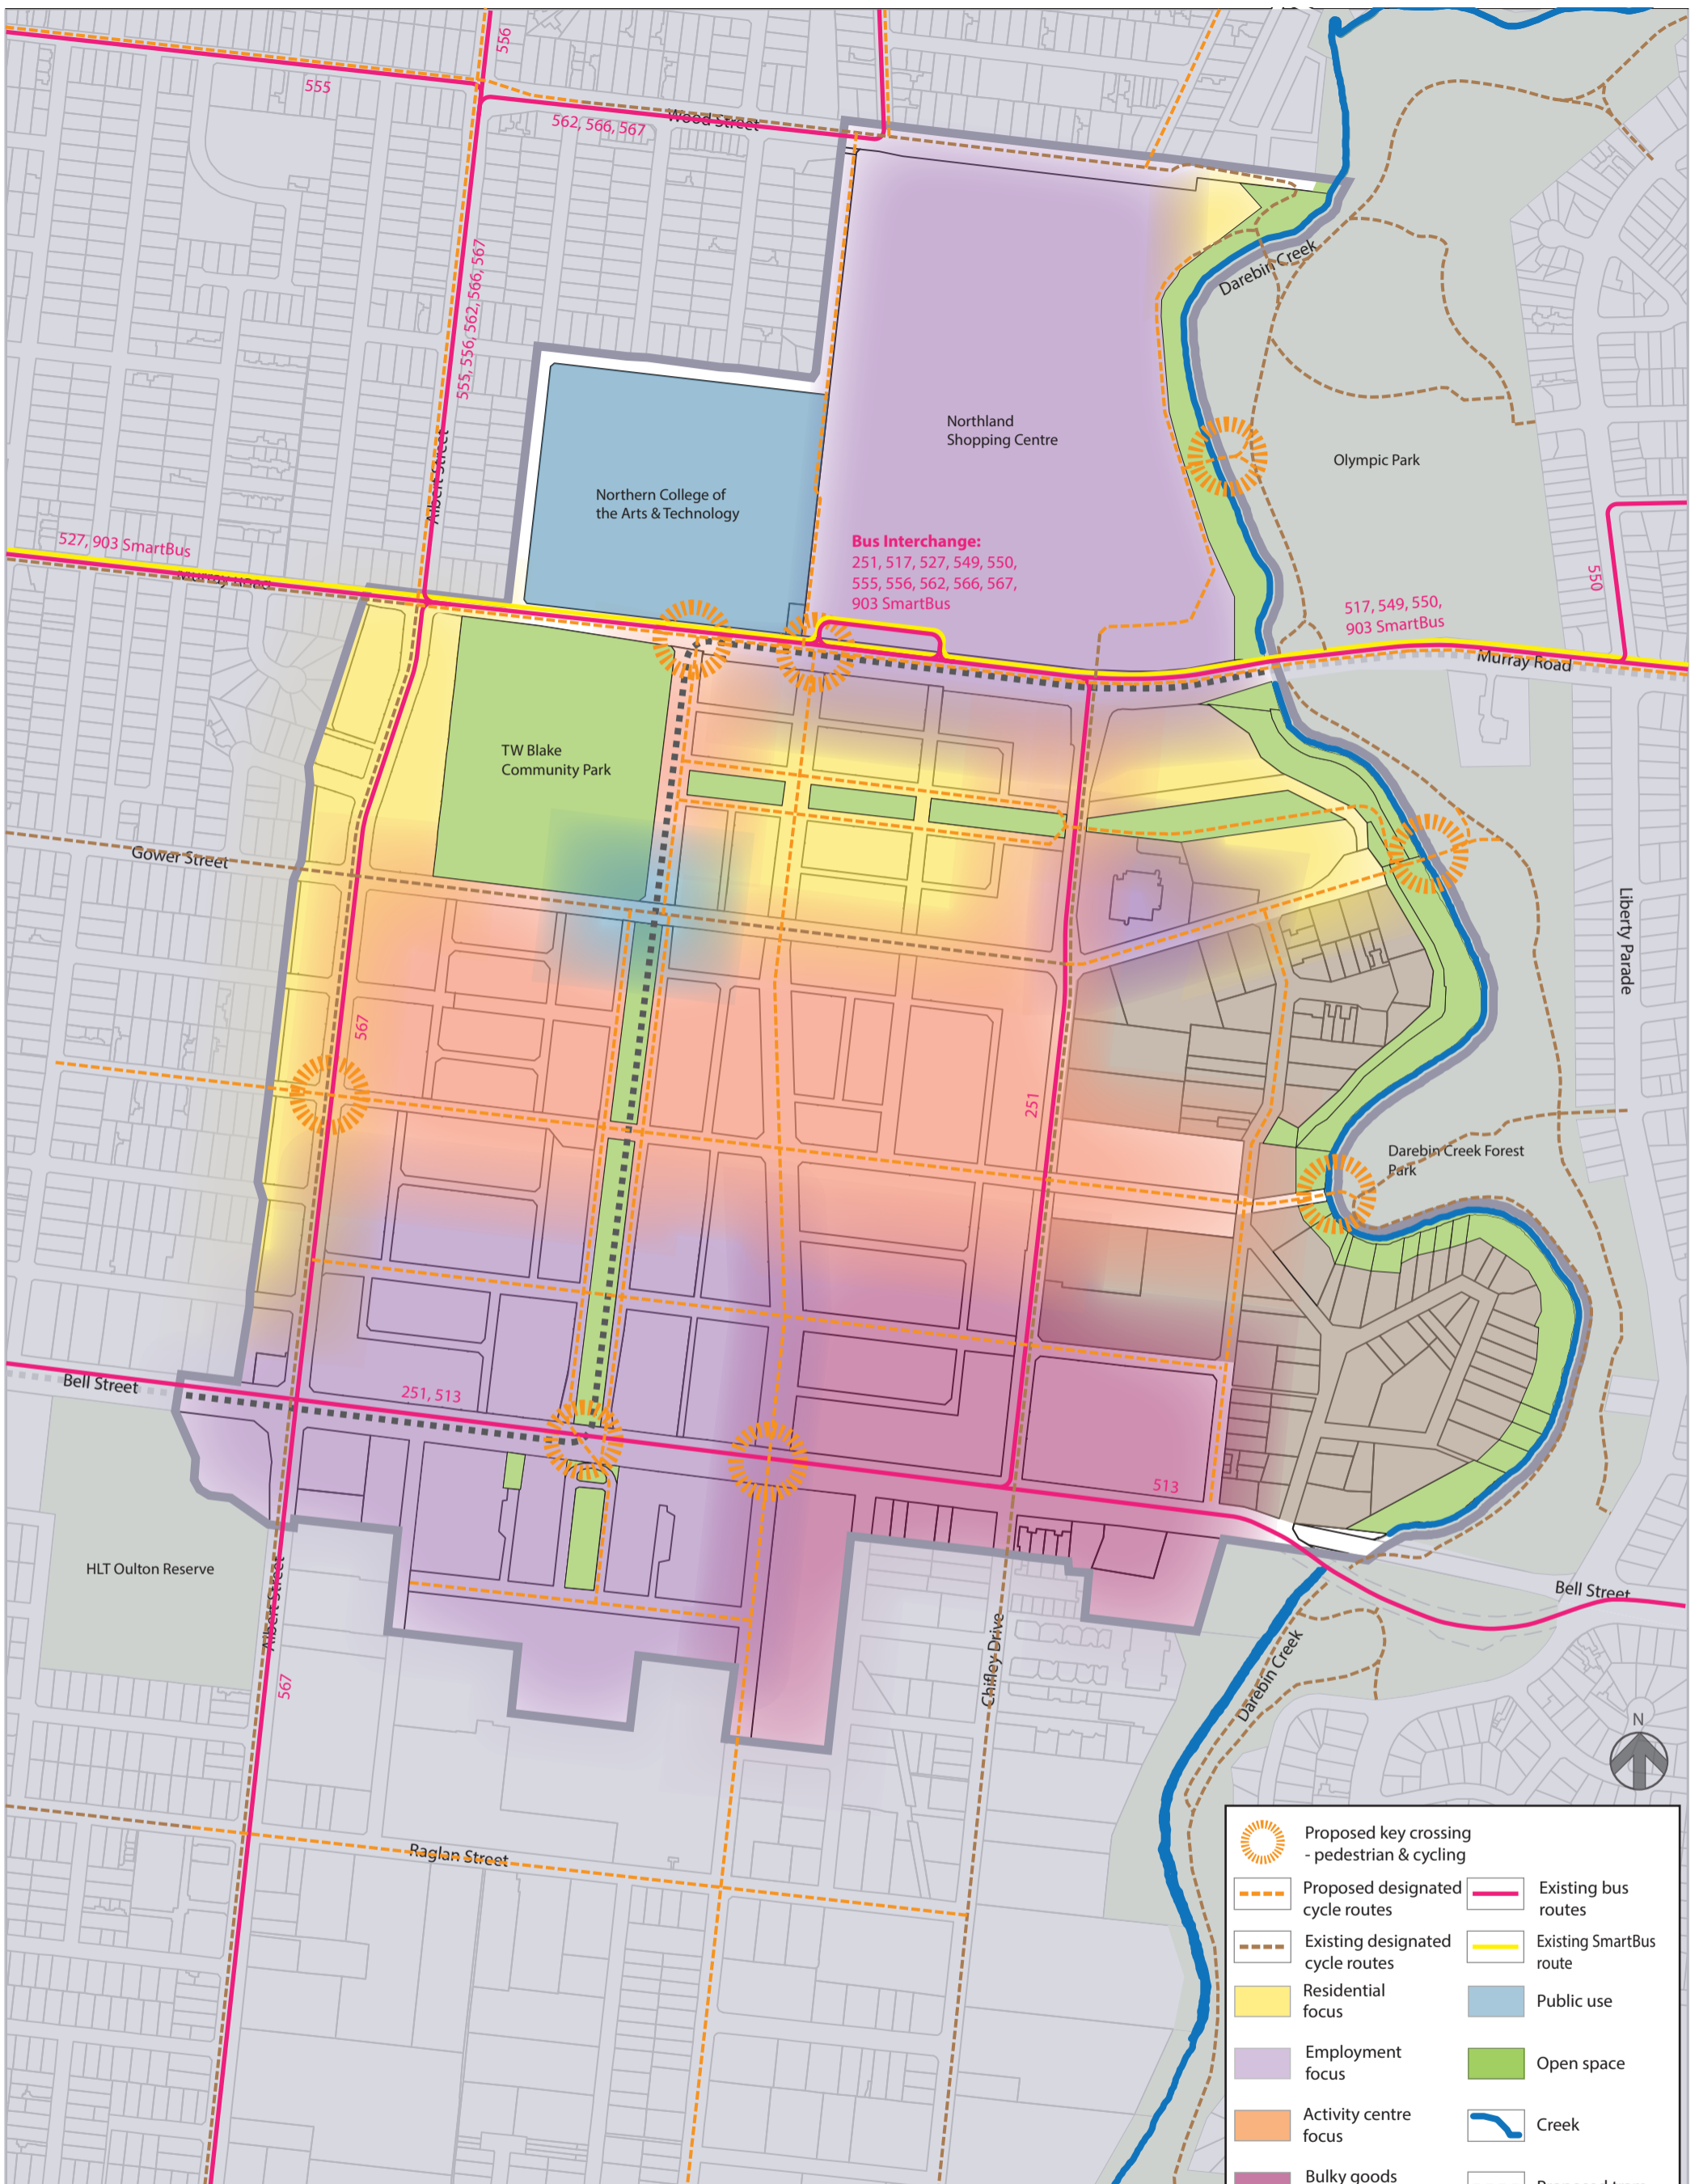 556
555
562, 566, 567
Wood Street
555, 556, 562, 566, 567
Albert Street
Darebin Creek
Northland
Shopping Centre
Olympic Park
Northern College of
the Arts & Technology
527, 903 SmartBus
Murray Road
Bus Interchange:
251, 517, 527, 549, 550,
555, 556, 562, 566, 567,
903 SmartBus
550
517, 549, 550,
903 SmartBus
Murray Road
TW Blake
Community Park
Gower Street
Liberty Parade
567
251
Darebin Creek Forest
Park
Bell Street
251, 513
513
HLT Oulton Reserve
Albert Street
567
Bell Street
Chifley Drive
Darebin Creek
N
Raglan Street
Proposed key crossing
- pedestrian & cycling
Proposed designated
cycle routes
Existing bus
routes
Existing designated
cycle routes
Existing SmartBus
route
Residential
focus
Public use
Employment
focus
Open space
Activity centre
focus
Creek
Bulky goods